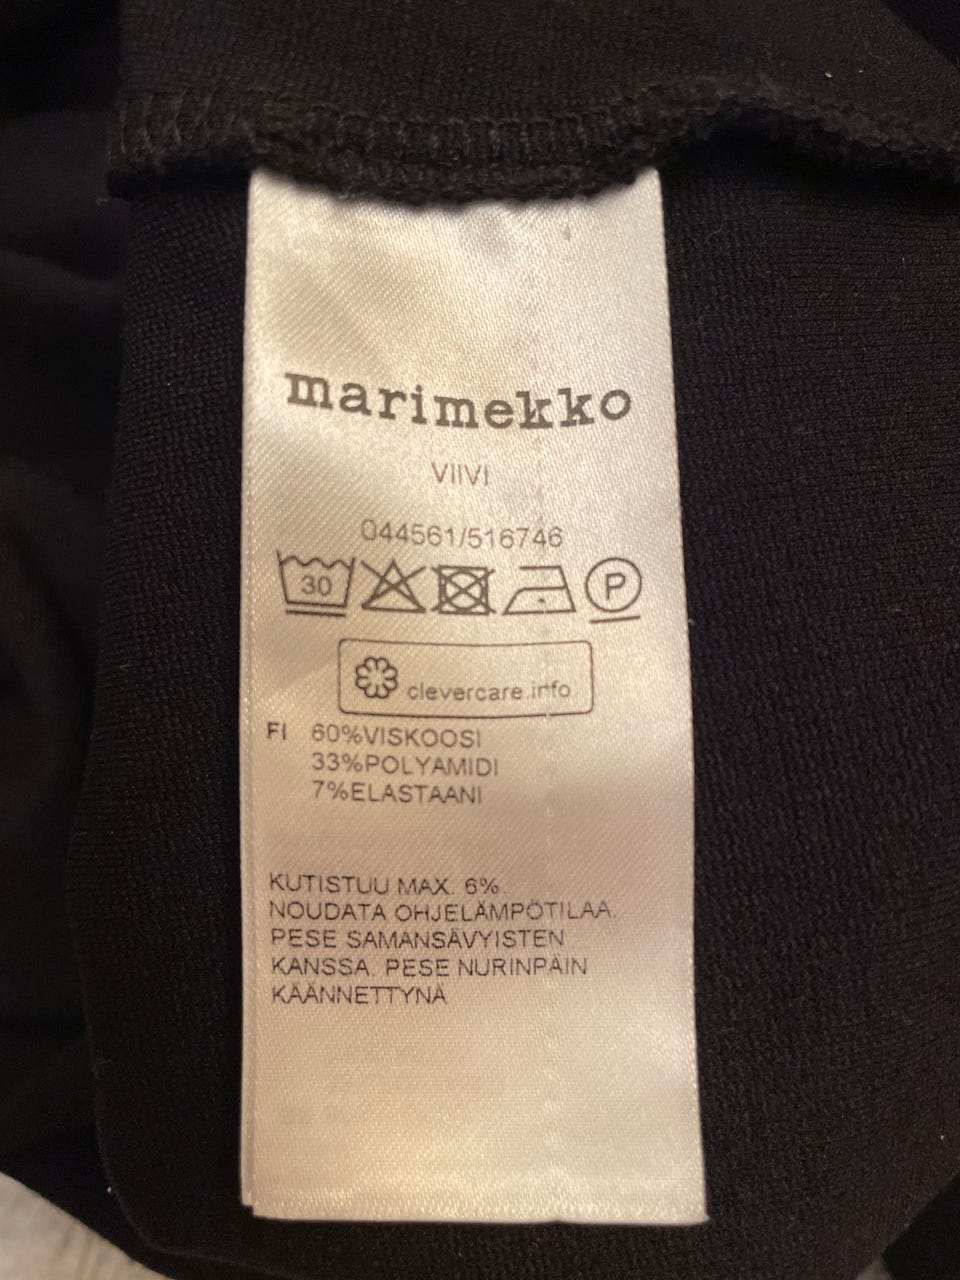 marimekko
VIIVI
044561/516746
30 P
clevercare.info
FI 60%VISKOOSI
33%POLYAMIDI
7%ELASTAANI
KUTISTUU MAX. 6%.
NOUDATA OHJELÄMPÖTILAA.
PESE SAMANSÄVYISTEN
KANSSA. PESE NURINPÄIN
KÄÄNNETTYNÄ